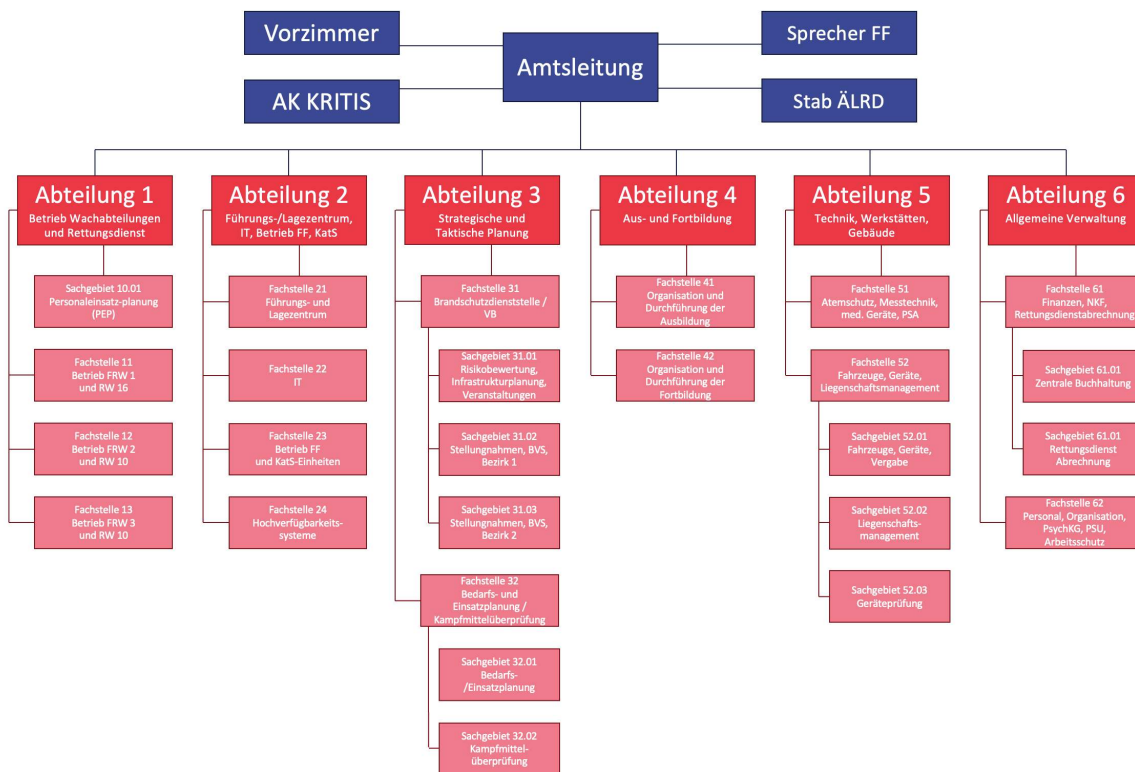 Vorzimmer
Sprecher FF
Amtsleitung
AK KRITIS
Stab ÄLRD
Abteilung 1
Betrieb Wachabteilungen
und Rettungsdienst
Sachgebiet 10.01
Personaleinsatz-planung
(PEP)
Fachstelle 11
Betrieb FRW 1
und RW 16
Fachstelle 12
Betrieb FRW 2
und RW 10
Fachstelle 13
Betrieb FRW 3
und RW 10
Abteilung 2
Führungs-/Lagezentrum,
IT, Betrieb FF, KatS
Fachstelle 21
Führungs- und
Lagezentrum
Fachstelle 22
IT
Fachstelle 23
Betrieb FF
und KatS-Einheiten
Fachstelle 24
Hochverfügbarkeits-
systeme
Abteilung 3
Strategische und
Taktische Planung
Fachstelle 31
Brandschutzdienststelle /
VB
Sachgebiet 31.01
Risikobewertung,
Infrastrukturplanung,
Veranstaltungen
Sachgebiet 31.02
Stellungnahmen, BVS,
Bezirk 1
Sachgebiet 31.03
Stellungnahmen, BVS,
Bezirk 2
Fachstelle 32
Bedarfs- und
Einsatzplanung /
Kampfmittelüberprüfung
Sachgebiet 32.01
Bedarfs-
/Einsatzplanung
Sachgebiet 32.02
Kampfmittel-
überprüfung
Abteilung 4
Aus- und Fortbildung
Fachstelle 41
Organisation und
Durchführung der
Ausbildung
Fachstelle 42
Organisation und
Durchführung der
Fortbildung
Abteilung 5
Technik, Werkstätten,
Gebäude
Fachstelle 51
Atemschutz, Messtechnik,
med. Geräte, PSA
Fachstelle 52
Fahrzeuge, Geräte,
Liegenschaftsmanagement
Sachgebiet 52.01
Fahrzeuge, Geräte,
Vergabe
Sachgebiet 52.02
Liegenschafts-
management
Sachgebiet 52.03
Geräteprüfung
Abteilung 6
Allgemeine Verwaltung
Fachstelle 61
Finanzen, NKF,
Rettungsdienstabrechnung
Sachgebiet 61.01
Zentrale Buchhaltung
Sachgebiet 61.01
Rettungsdienst
Abrechnung
Fachstelle 62
Personal, Organisation,
PsychKG, PSU,
Arbeitsschutz